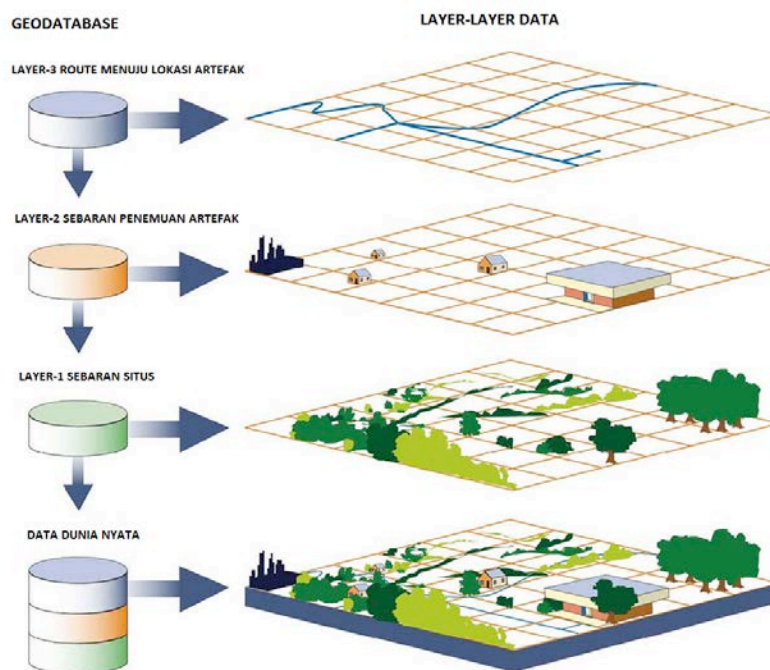 GEODATABASE
LAYER-LAYER DATA
LAYER-3 ROUTE MENUJU LOKASI ARTEFAK
LAYER-2 SEBARAN PENEMUAN ARTEFAK
LAYER-1 SEBARAN SITUS
DATA DUNIA NYATA